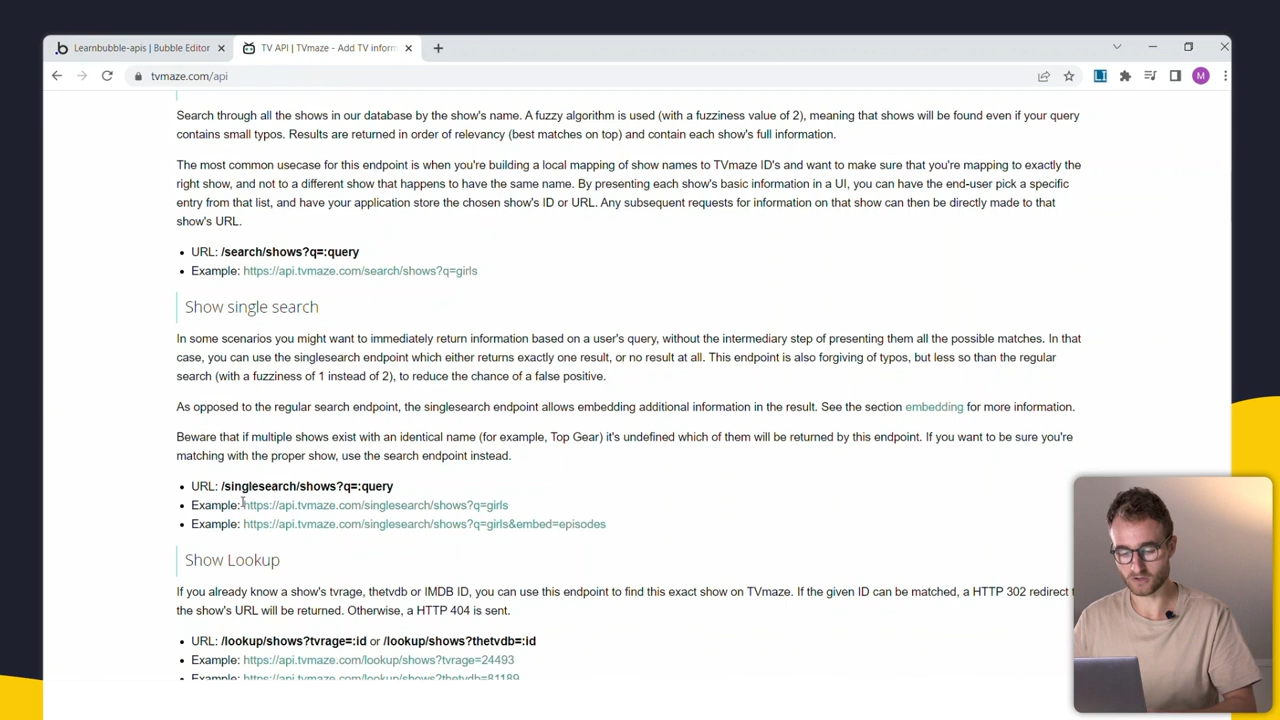 .b Learnbubble-apis | Bubble Editor
TV API | TVmaze - Add TV inform
tvmaze.com/api
M
Search through all the shows in our database by the show's name. A fuzzy algorithm is used (with a fuzziness value of 2), meaning that shows will be found even if your query
contains small typos. Results are returned in order of relevancy (best matches on top) and contain each show's full information.
The most common usecase for this endpoint is when you're building a local mapping of show names to TVmaze ID's and want to make sure that you're mapping to exactly the
right show, and not to a different show that happens to have the same name. By presenting each show's basic information in a UI, you can have the end-user pick a specific
entry from that list, and have your application store the chosen show's ID or URL. Any subsequent requests for information on that show can then be directly made to that
show's URL.
• URL: /search/shows?q=:query
• Example: https://api.tvmaze.com/search/shows?q=girls
Show single search
In some scenarios you might want to immediately return information based on a user's query, without the intermediary step of presenting them all the possible matches. In that
case, you can use the singlesearch endpoint which either returns exactly one result, or no result at all. This endpoint is also forgiving of typos, but less so than the regular
search (with a fuzziness of 1 instead of 2), to reduce the chance of a false positive.
As opposed to the regular search endpoint, the singlesearch endpoint allows embedding additional information in the result. See the section embedding for more information.
Beware that if multiple shows exist with an identical name (for example, Top Gear) it's undefined which of them will be returned by this endpoint. If you want to be sure you're
matching with the proper show, use the search endpoint instead.
• URL: /singlesearch/shows?q=:query
• Example: https://api.tvmaze.com/singlesearch/shows?q=girls
• Example: https://api.tvmaze.com/singlesearch/shows?q=girls&embed=episodes
Show Lookup
If you already know a show's tvrage, thetvdb or IMDB ID, you can use this endpoint to find this exact show on TVmaze. If the given ID can be matched, a HTTP 302 redirect
the show's URL will be returned. Otherwise, a HTTP 404 is sent.
• URL: /lookup/shows?tvrage=:id or /lookup/shows?thetvdb=:id
• Example: https://api.tvmaze.com/lookup/shows?tvrage=24493
• Example: https://api.tvmaze.com/lookup/shows?thetvdb=81189